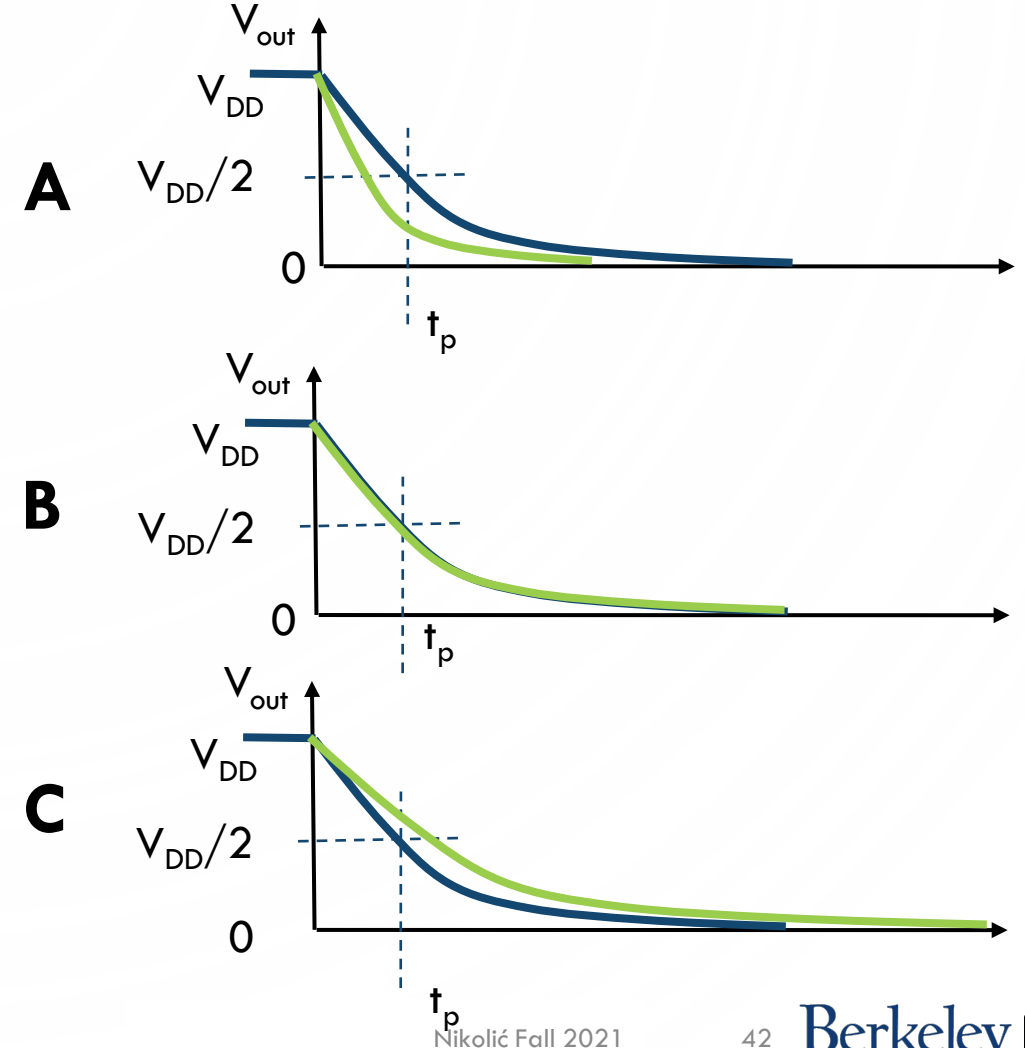 Vout
VDD
A
VDD/2
0
tp
Vout
VDD
B
VDD/2
0
tp
Vout
VDD
C
VDD/2
0
tp
Nikolić Fall 2021
42
Berkeley